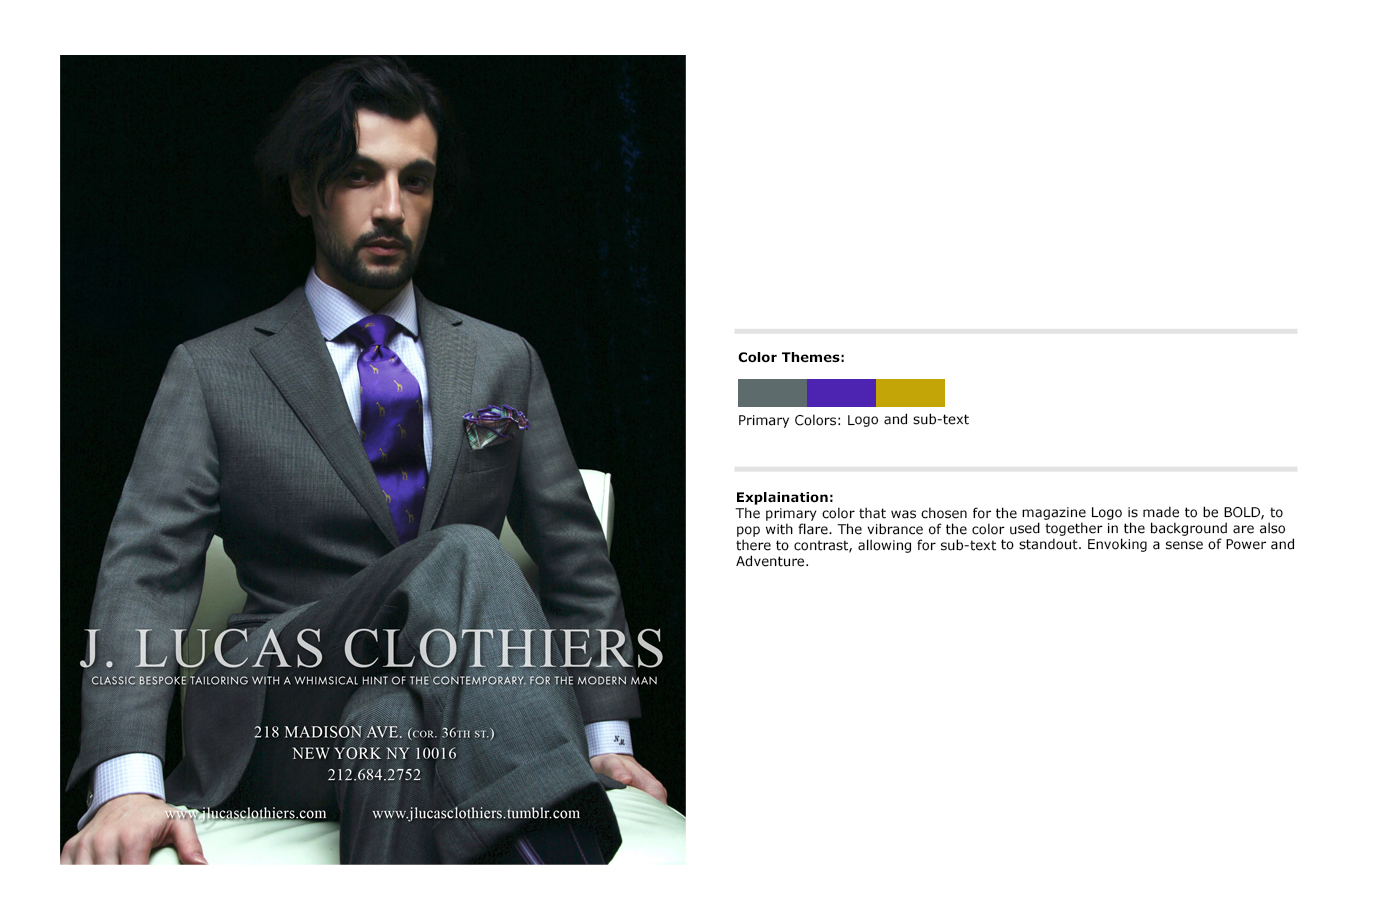 J. LUCAS CLOTHIERS
CLASSIC BESPOKE TAILORING WITH A WHIMSICAL HINT OF THE CONTEMPORARY. FOR THE MODERN MAN
218 MADISON AVE. (COR. 36TH ST.)
NEW YORK NY 10016
212.684.2752
www.jlucasclothiers.com www.jlucasclothiers.tumblr.com
Color Themes:
Primary Colors: Logo and sub-text
Explaination:
The primary color that was chosen for the magazine Logo is made to be BOLD, to
pop with flare. The vibrance of the color used together in the background are also
there to contrast, allowing for sub-text to standout. Envoking a sense of Power and
Adventure.